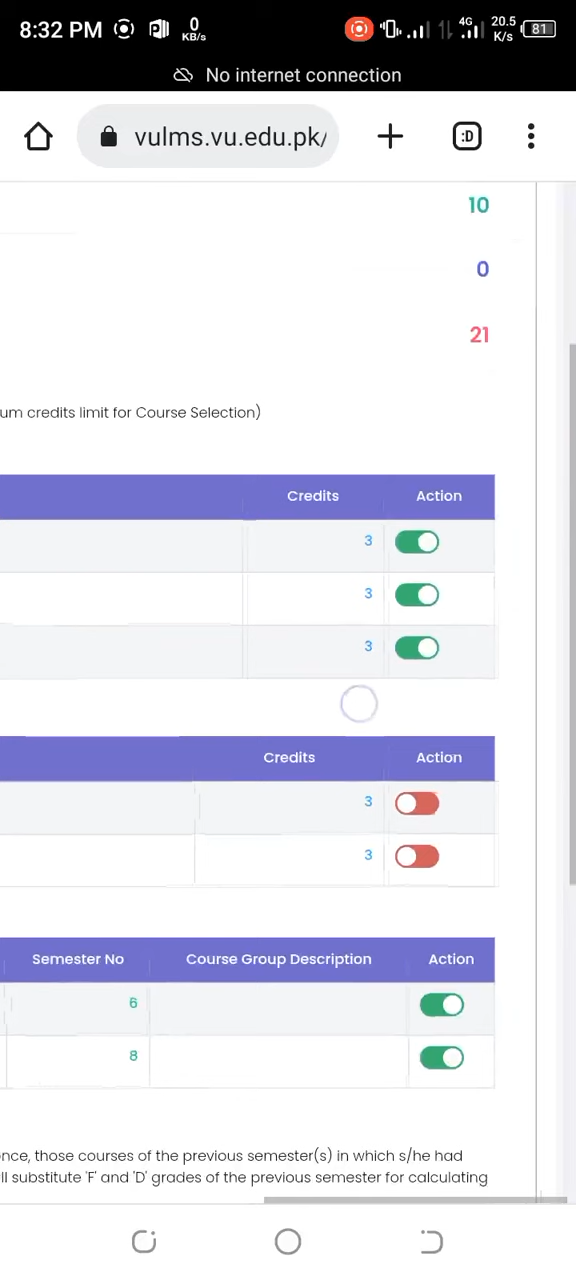 8:32 PM 0 KB/s 4G 20.5 K/s 81
No internet connection
vulms.vu.edu.pk/ :D
10
0
21
um credits limit for Course Selection)
Credits Action
3
3
3
Credits Action
3
3
Semester No Course Group Description Action
6
8
nce, those courses of the previous semester(s) in which s/he had
ll substitute 'F' and 'D' grades of the previous semester for calculating